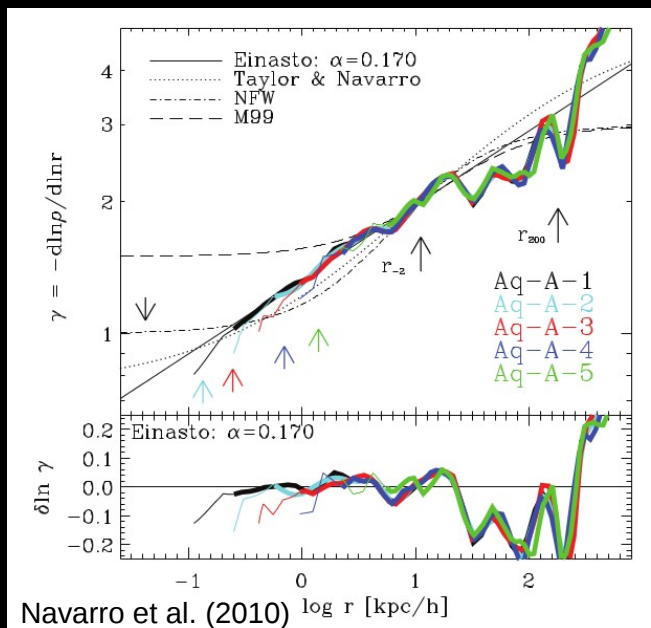 4
3
2
1
γ = -dlnρ/dlnr
Einasto: α=0.170
Taylor & Navarro
NFW
M99
r₋₂
r₂₀₀
Aq-A-1
Aq-A-2
Aq-A-3
Aq-A-4
Aq-A-5
Einasto: α=0.170
δln γ
0.2
0.1
0.0
-0.1
-0.2
-1 0 1 2
log r [kpc/h]
Navarro et al. (2010)